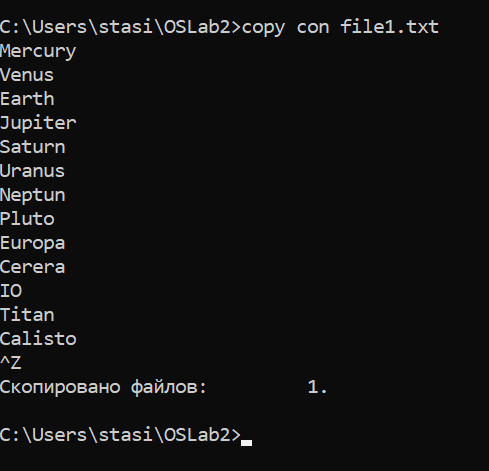 C:\Users\stasi\OSLab2>copy con file1.txt
Mercury
Venus
Earth
Jupiter
Saturn
Uranus
Neptun
Pluto
Europa
Cerera
IO
Titan
Calisto
^Z
Скопировано файлов:         1.
C:\Users\stasi\OSLab2>